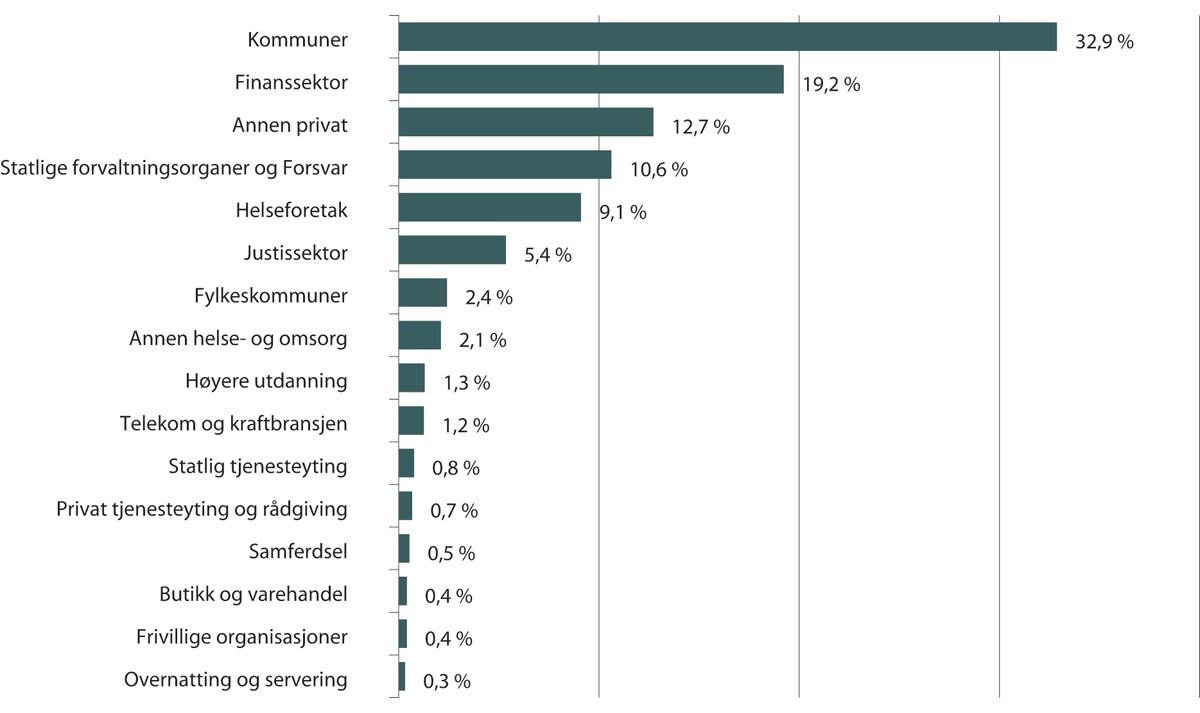 Kommuner 32,9 %
Finanssektor 19,2 %
Annen privat 12,7 %
Statlige forvaltningsorganer og Forsvar 10,6 %
Helseforetak 9,1 %
Justissektor 5,4 %
Fylkeskommuner 2,4 %
Annen helse- og omsorg 2,1 %
Høyere utdanning 1,3 %
Telekom og kraftbransjen 1,2 %
Statlig tjenesteyting 0,8 %
Privat tjenesteyting og rådgiving 0,7 %
Samferdsel 0,5 %
Butikk og varehandel 0,4 %
Frivillige organisasjoner 0,4 %
Overnatting og servering 0,3 %